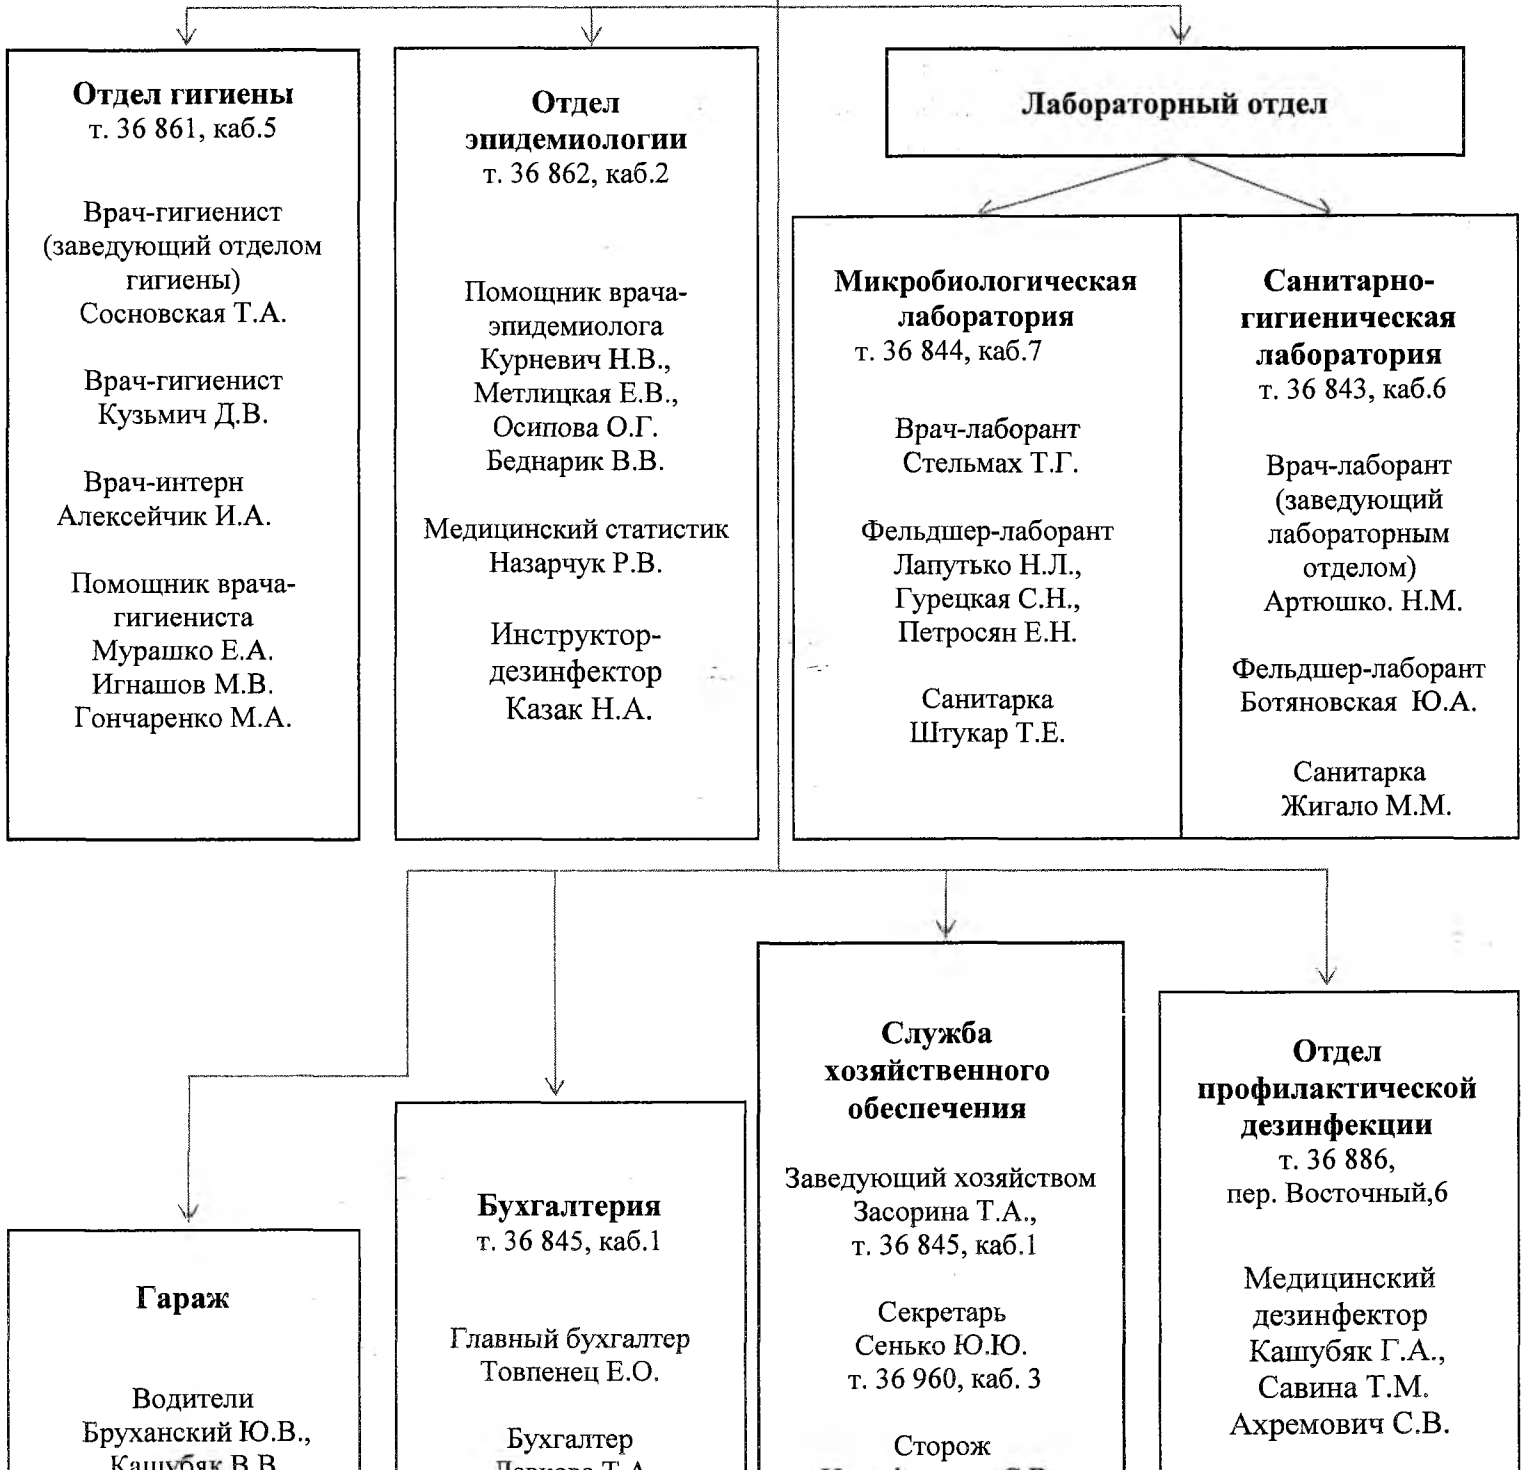 Отдел гигиены
т. 36 861, каб.5
Врач-гигиенист
(заведующий отделом
гигиены)
Сосновская Т.А.
Врач-гигиенист
Кузьмич Д.В.
Врач-интерн
Алексейчик И.А.
Помощник врача-
гигиениста
Мурашко Е.А.
Игнашов М.В.
Гончаренко М.А.
Отдел
эпидемиологии
т. 36 862, каб.2
Помощник врача-
эпидемиолога
Курневич Н.В.,
Метлицкая Е.В.,
Осипова О.Г.
Беднарик В.В.
Медицинский статистик
Назарчук Р.В.
Инструктор-
дезинфектор
Казак Н.А.
Лабораторный отдел
Микробиологическая
лаборатория
т. 36 844, каб.7
Врач-лаборант
Стельмах Т.Г.
Фельдшер-лаборант
Лапутько Н.Л.,
Гурецкая С.Н.,
Петросян Е.Н.
Санитарка
Штукар Т.Е.
Санитарно-
гигиеническая
лаборатория
т. 36 843, каб.6
Врач-лаборант
(заведующий
лабораторным
отделом)
Артюшко. Н.М.
Фельдшер-лаборант
Ботяновская Ю.А.
Санитарка
Жигало М.М.
Гараж
Водители
Бруханский Ю.В.,
Кашубяк В.В.
Бухгалтерия
т. 36 845, каб.1
Главный бухгалтер
Товпенец Е.О.
Бухгалтер
Служба
хозяйственного
обеспечения
Заведующий хозяйством
Засорина Т.А.,
т. 36 845, каб.1
Секретарь
Сенько Ю.Ю.
т. 36 960, каб. 3
Сторож
Отдел
профилактической
дезинфекции
т. 36 886,
пер. Восточный,6
Медицинский
дезинфектор
Кашубяк Г.А.,
Савина Т.М.
Ахремович С.В.